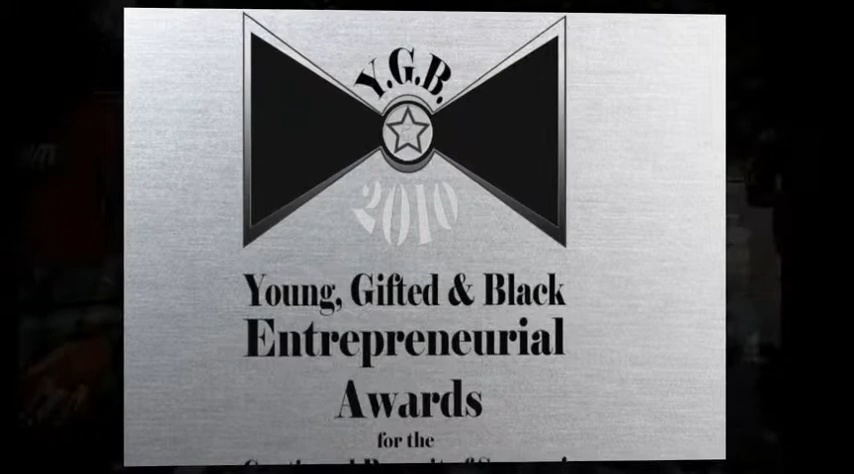 Y.G.B.
2010
Young, Gifted & Black
Entrepreneurial
Awards
for the